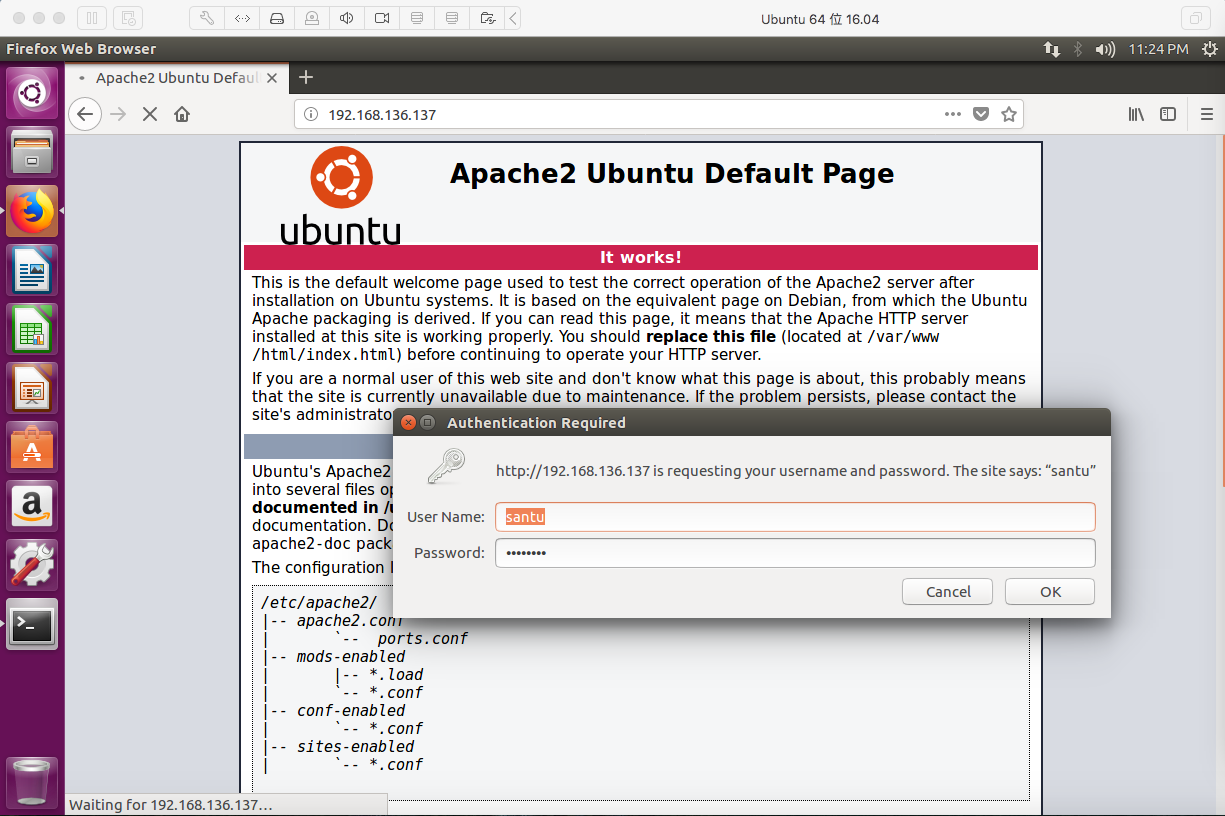 Ubuntu 64 位 16.04
Firefox Web Browser
11:24 PM
Apache2 Ubuntu Defaul
192.168.136.137
ubuntu
Apache2 Ubuntu Default Page
It works!
This is the default welcome page used to test the correct operation of the Apache2 server after
installation on Ubuntu systems. It is based on the equivalent page on Debian, from which the Ubuntu
Apache packaging is derived. If you can read this page, it means that the Apache HTTP server
installed at this site is working properly. You should replace this file (located at /var/www
/html/index.html) before continuing to operate your HTTP server.
If you are a normal user of this web site and don't know what this page is about, this probably means
that the site is currently unavailable due to maintenance. If the problem persists, please contact the
site's administrato
Authentication Required
http://192.168.136.137 is requesting your username and password. The site says: “santu”
User Name: santu
Password: ••••••••
Cancel OK
Ubuntu's Apache2
into several files op
documented in /u
documentation. Do
apache2-doc pack
The configuration
/etc/apache2/
|-- apache2.conf
|       `--  ports.conf
|-- mods-enabled
|       |-- *.load
|       `-- *.conf
|-- conf-enabled
|       `-- *.conf
|-- sites-enabled
|       `-- *.conf
Waiting for 192.168.136.137…